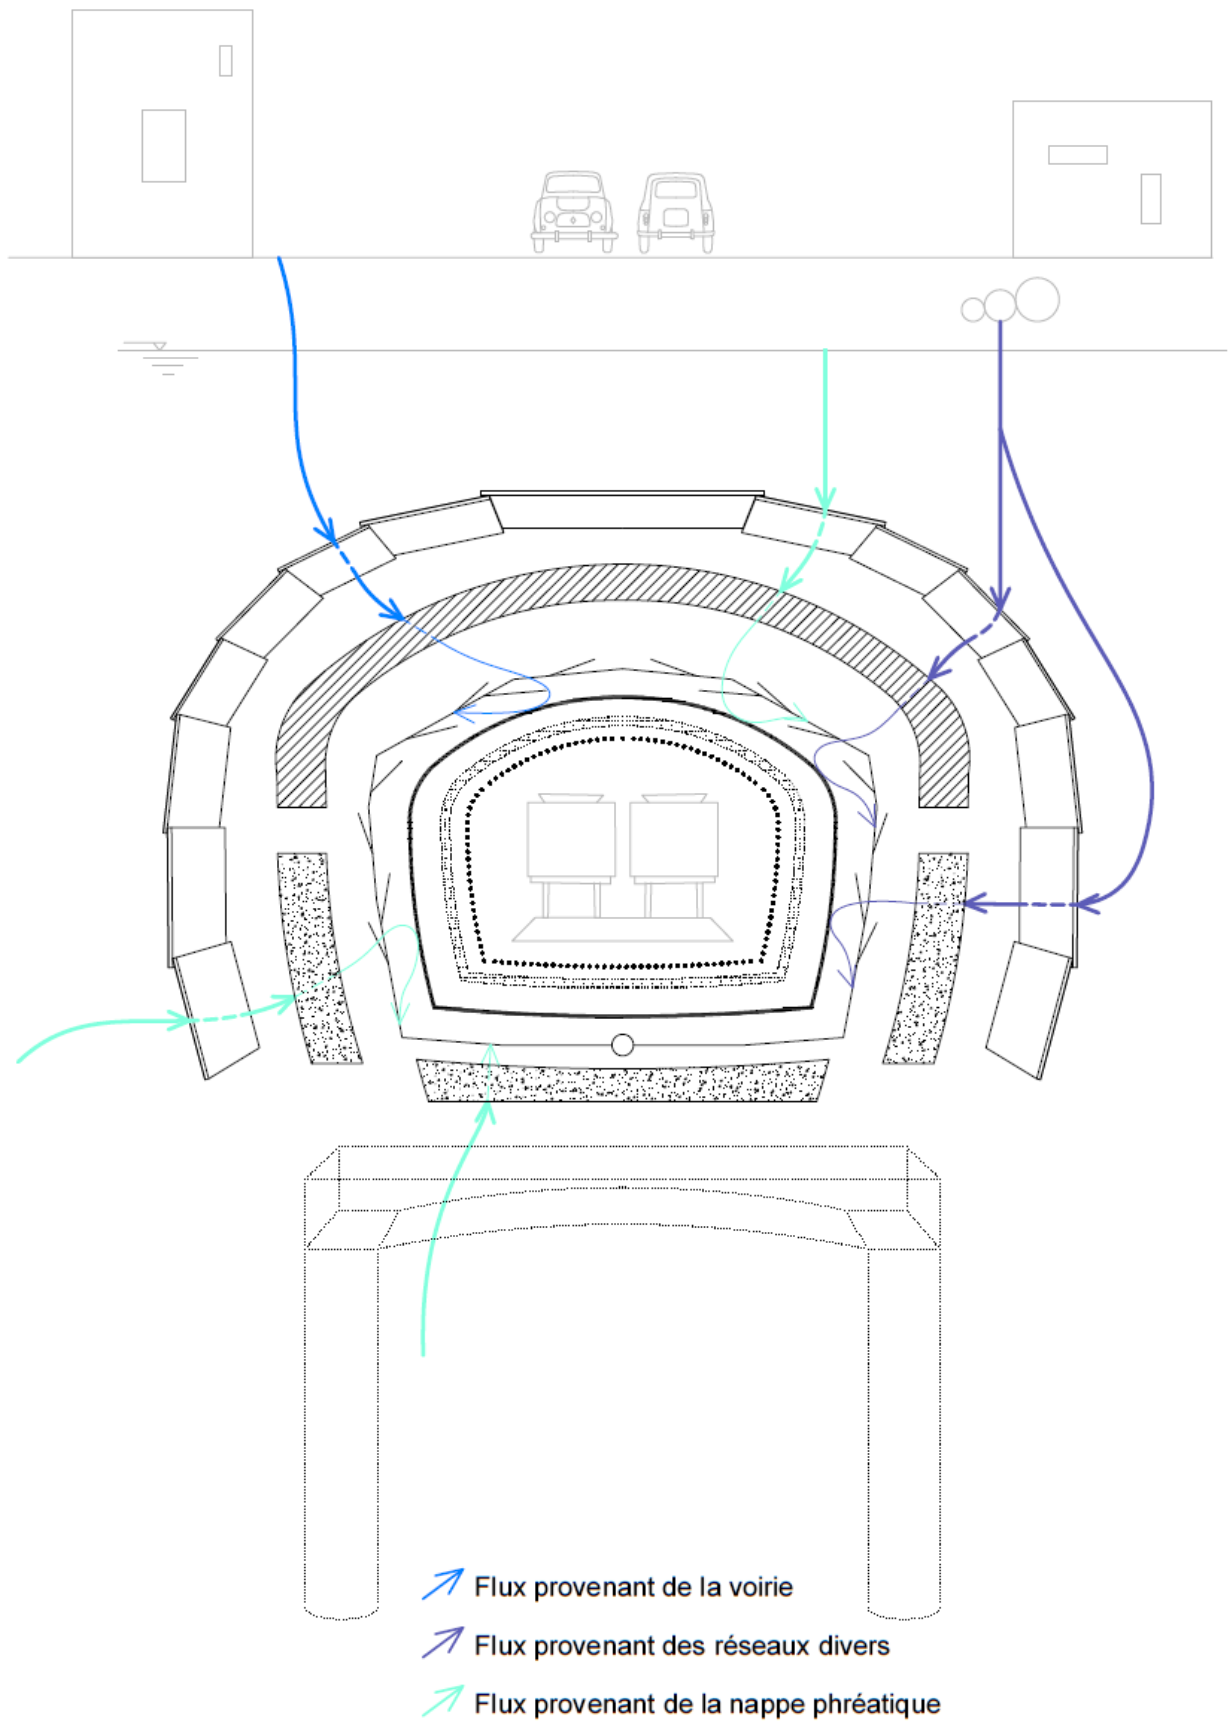 Flux provenant de la voirie
Flux provenant des réseaux divers
Flux provenant de la nappe phréatique